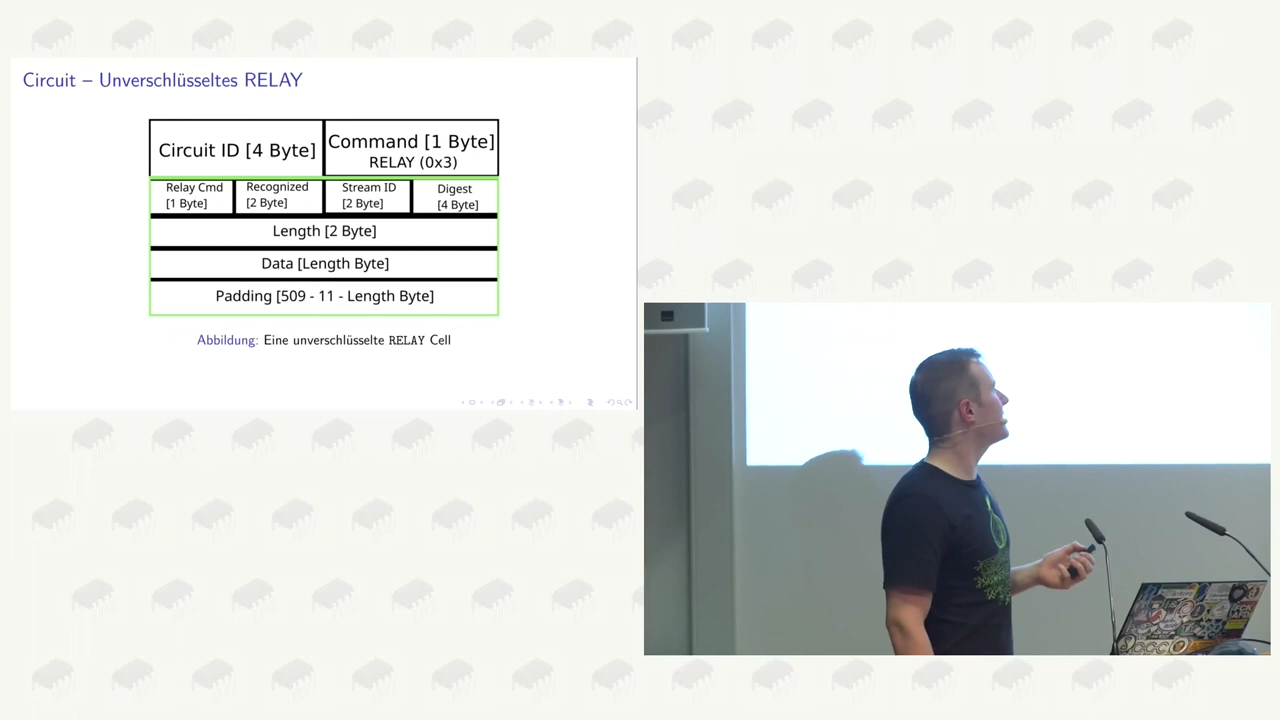 Circuit – Unverschlüsseltes RELAY
Circuit ID [4 Byte]
Command [1 Byte]
RELAY (0x3)
Relay Cmd
[1 Byte]
Recognized
[2 Byte]
Stream ID
[2 Byte]
Digest
[4 Byte]
Length [2 Byte]
Data [Length Byte]
Padding [509 - 11 - Length Byte]
Abbildung: Eine unverschlüsselte RELAY Cell